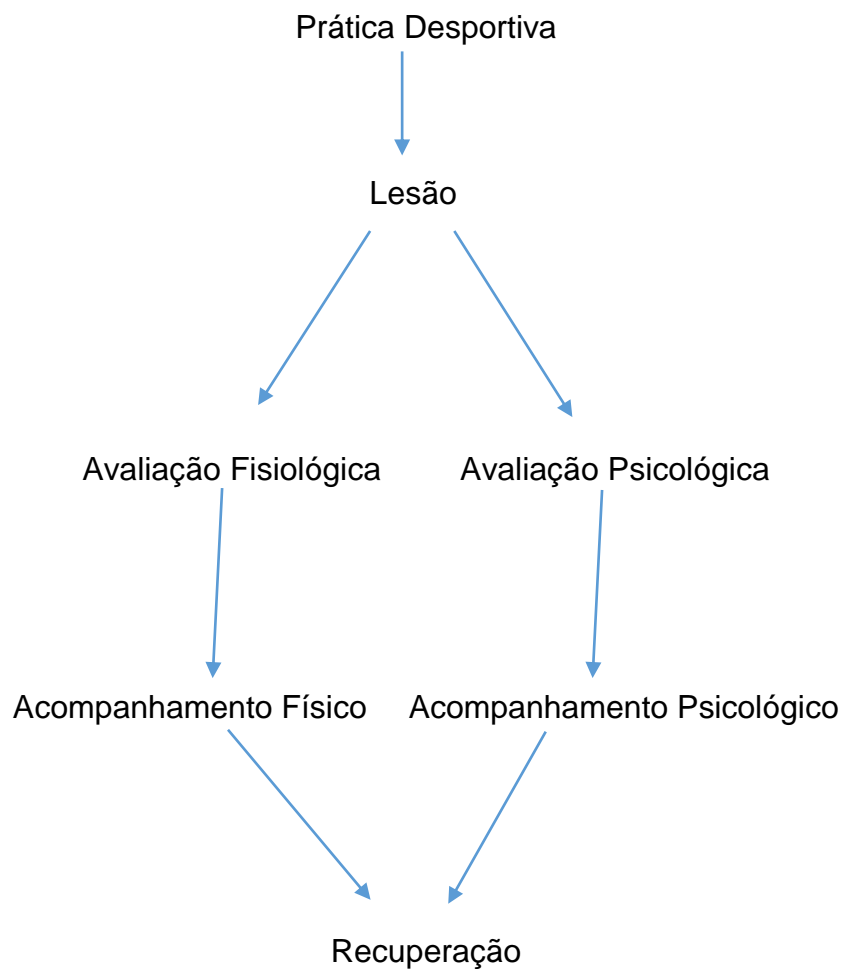 Prática Desportiva
Lesão
Avaliação Fisiológica
Avaliação Psicológica
Acompanhamento Físico
Acompanhamento Psicológico
Recuperação